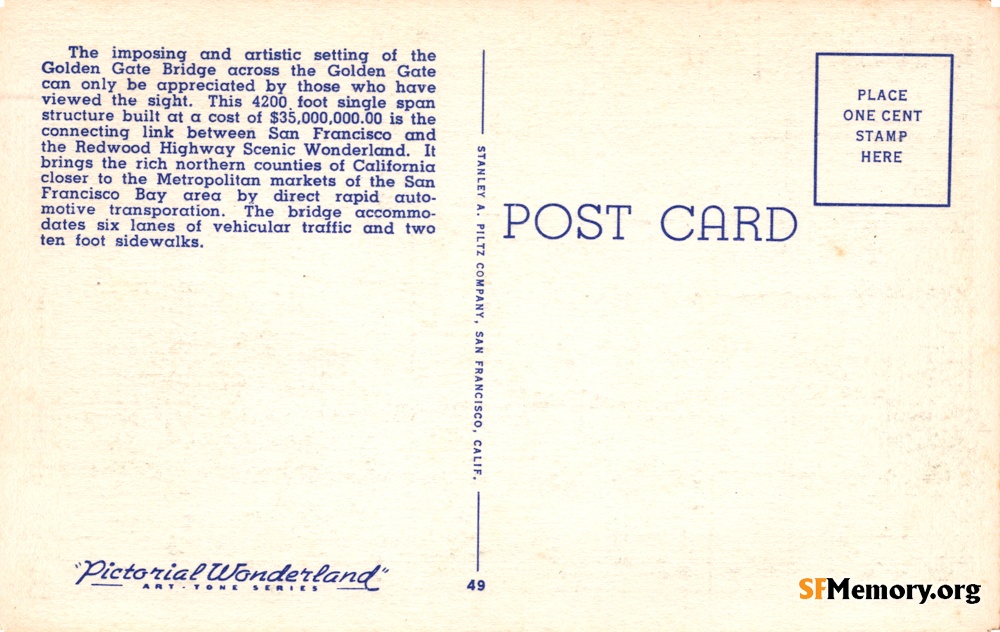 The imposing and artistic setting of the
Golden Gate Bridge across the Golden Gate
can only be appreciated by those who have
viewed the sight. This 4200 foot single span
structure built at a cost of $35,000,000.00 is the
connecting link between San Francisco and
the Redwood Highway Scenic Wonderland. It
brings the rich northern counties of California
closer to the Metropolitan markets of the San
Francisco Bay area by direct rapid auto-
motive transporation. The bridge accommo-
dates six lanes of vehicular traffic and two
ten foot sidewalks.
"Pictorial Wonderland"
ART-TONE SERIES
STANLEY A. PILTZ COMPANY, SAN FRANCISCO, CALIF.
49
POST CARD
PLACE
ONE CENT
STAMP
HERE
SFMemory.org